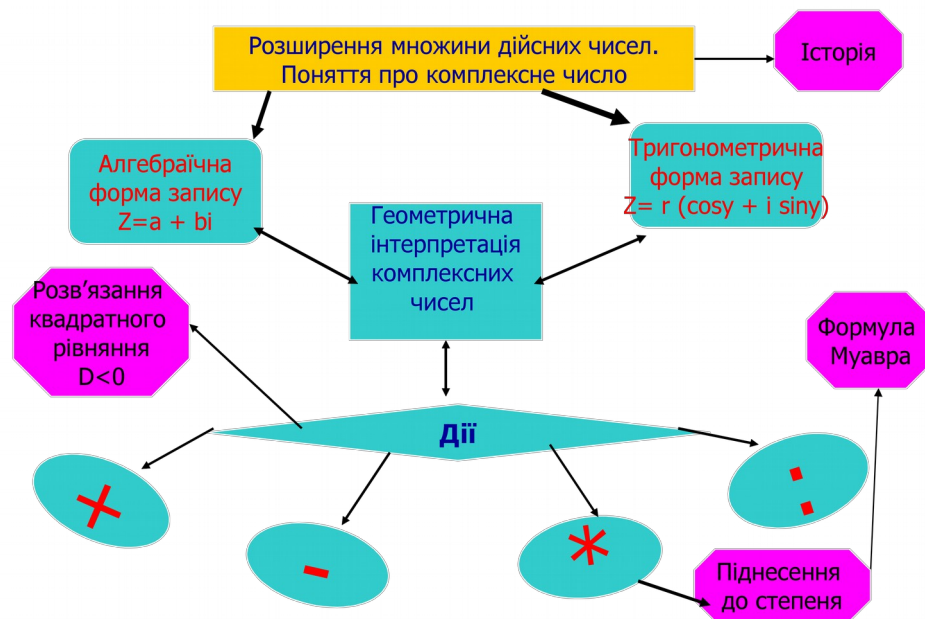 Розширення множини дійсних чисел.
Поняття про комплексне число
Історія
Алгебраїчна
форма запису
Z=a + bi
Тригонометрична
форма запису
Z= r (cosy + i siny)
Геометрична
інтерпретація
комплексних
чисел
Розв’язання
квадратного
рівняння
D<0
Формула
Муавра
Дії
+
-
*
:
Піднесення
до степеня